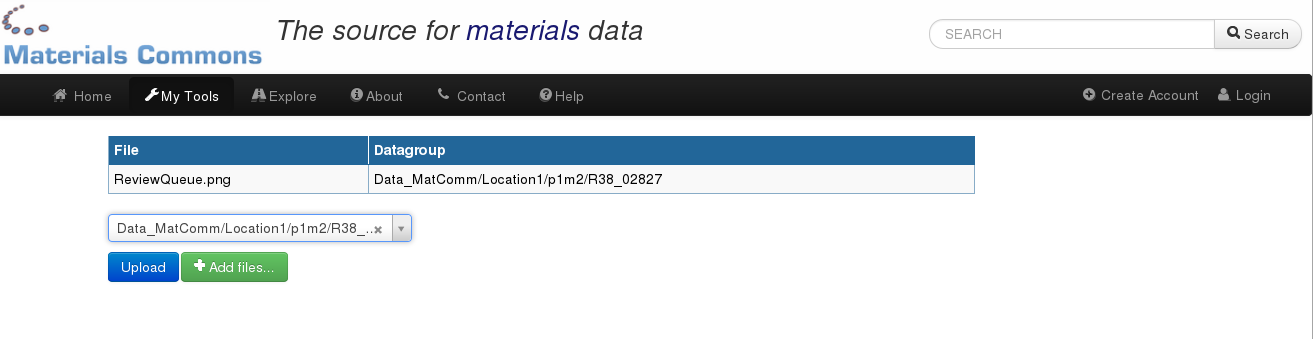 Materials Commons
The source for materials data
SEARCH
Search
Home My Tools Explore About Contact Help Create Account Login
File Datagroup
ReviewQueue.png Data_MatComm/Location1/p1m2/R38_02827
Data_MatComm/Location1/p1m2/R38_...
Upload Add files...